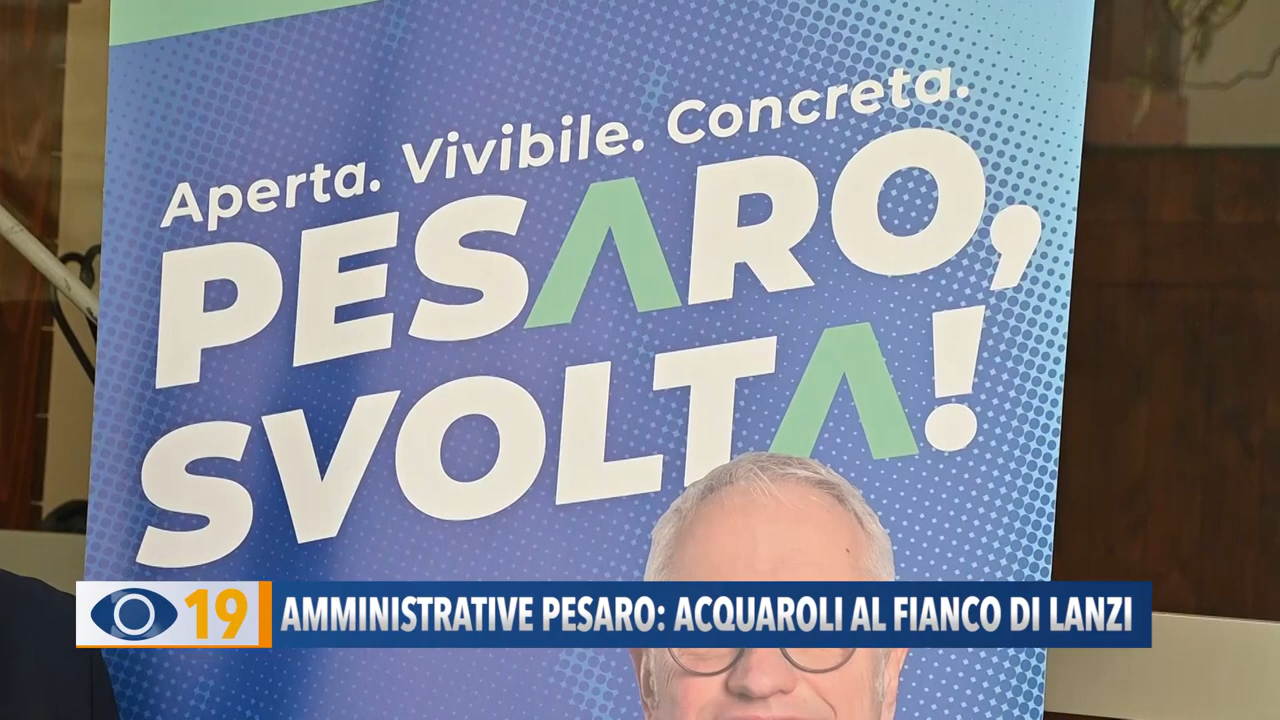 Aperta. Vivibile. Concreta.
PESARO,
SVOLTA!
19 AMMINISTRATIVE PESARO: ACQUAROLI AL FIANCO DI LANZI